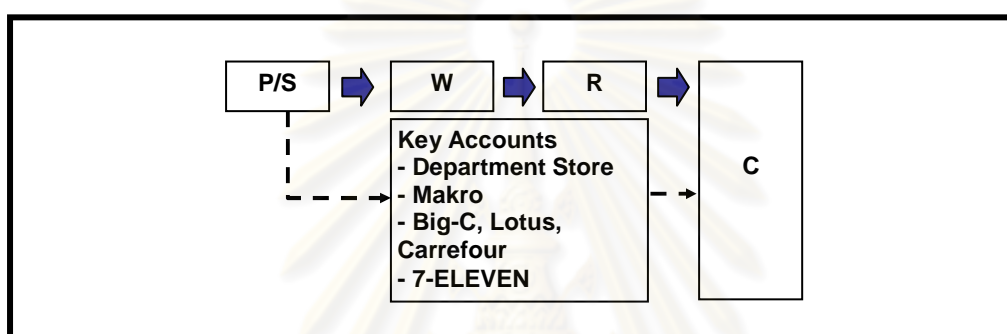 P/S
W
R
C
Key Accounts
- Department Store
- Makro
- Big-C, Lotus,
Carrefour
- 7-ELEVEN